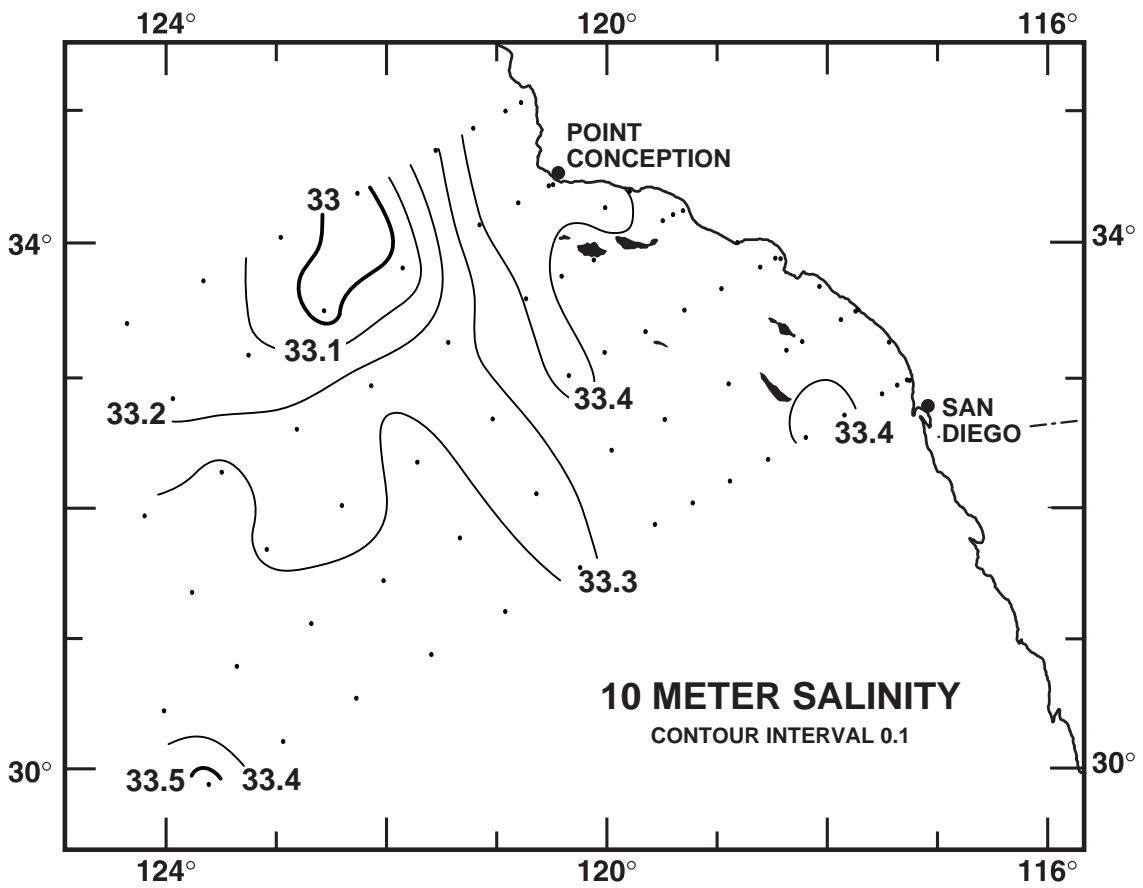 124° 120° 116°
POINT
CONCEPTION
33
34° 34°
33.1
33.4
33.2
SAN
DIEGO
33.4
33.3
10 METER SALINITY
CONTOUR INTERVAL 0.1
30° 33.5 33.4 30°
124° 120° 116°